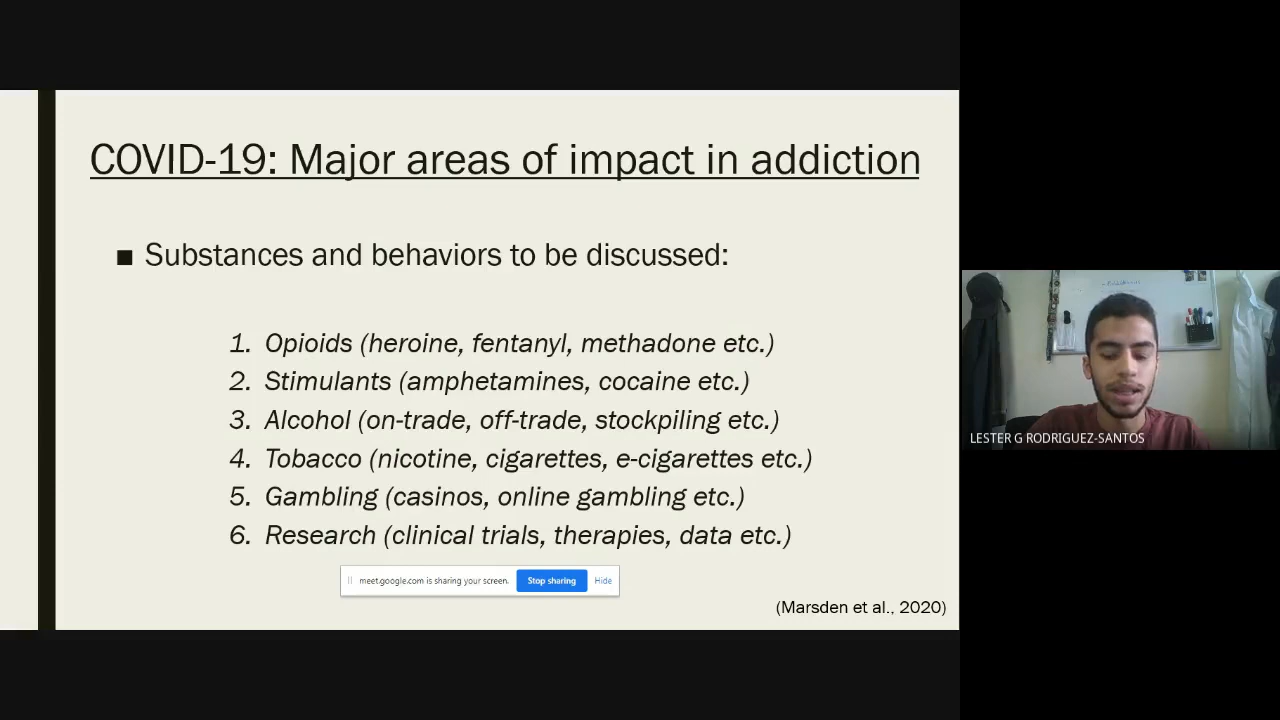 COVID-19: Major areas of impact in addiction
■ Substances and behaviors to be discussed:
1. Opioids (heroine, fentanyl, methadone etc.)
2. Stimulants (amphetamines, cocaine etc.)
3. Alcohol (on-trade, off-trade, stockpiling etc.)
4. Tobacco (nicotine, cigarettes, e-cigarettes etc.)
5. Gambling (casinos, online gambling etc.)
6. Research (clinical trials, therapies, data etc.)
meet.google.com is sharing your screen. Stop sharing Hide
(Marsden et al., 2020)
LESTER G RODRIGUEZ-SANTOS